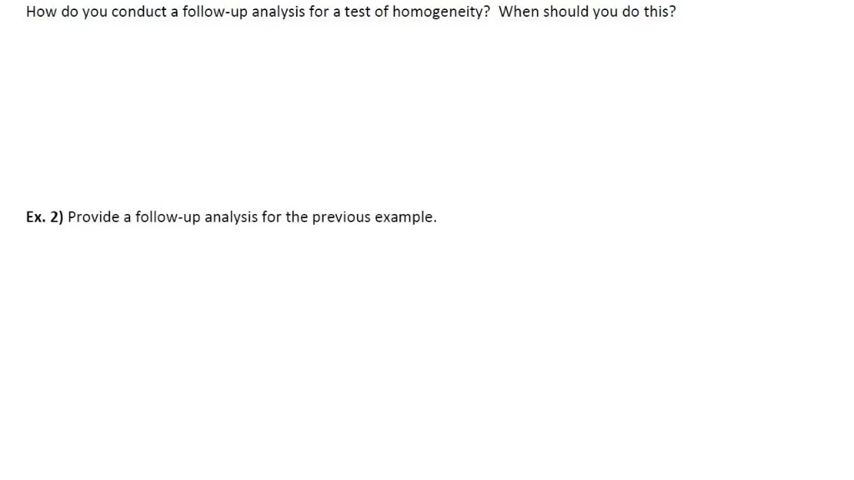 How do you conduct a follow-up analysis for a test of homogeneity?  When should you do this?
Ex. 2) Provide a follow-up analysis for the previous example.